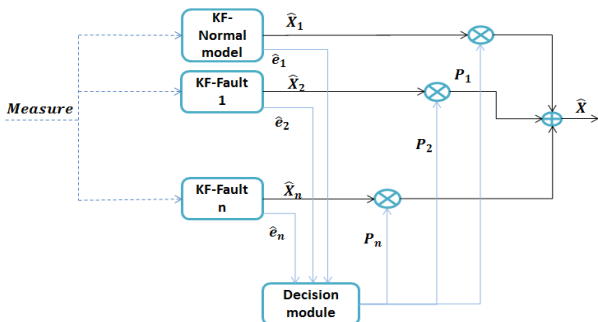 KF-
Normal
model
X̂₁
ê₁
KF-Fault
1
X̂₂
P₁
Measure
X̂
ê₂
P₂
KF-Fault
n
X̂ₙ
êₙ
Pₙ
Decision
module